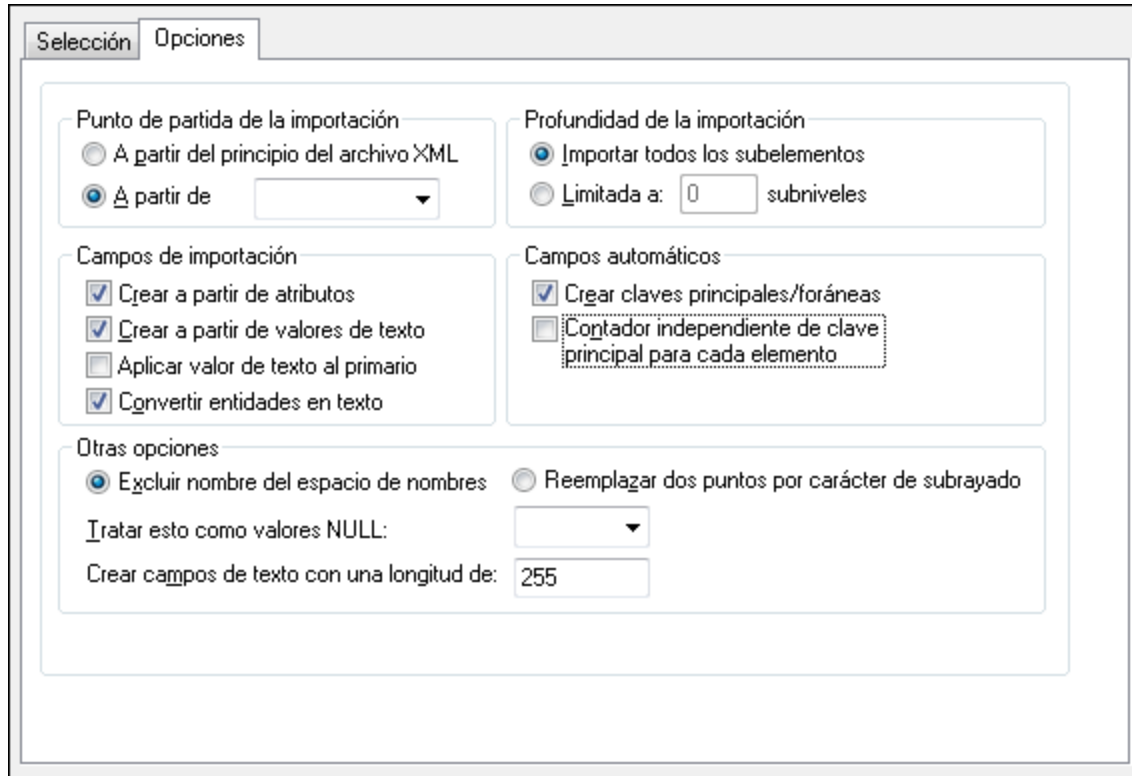 Selección
Opciones
Punto de partida de la importación
A partir del principio del archivo XML
A partir de
Profundidad de la importación
Importar todos los subelementos
Limitada a: 0 subniveles
Campos de importación
Crear a partir de atributos
Crear a partir de valores de texto
Aplicar valor de texto al primario
Convertir entidades en texto
Campos automáticos
Crear claves principales/foráneas
Contador independiente de clave
principal para cada elemento
Otras opciones
Excluir nombre del espacio de nombres
Reemplazar dos puntos por carácter de subrayado
Tratar esto como valores NULL:
Crear campos de texto con una longitud de: 255